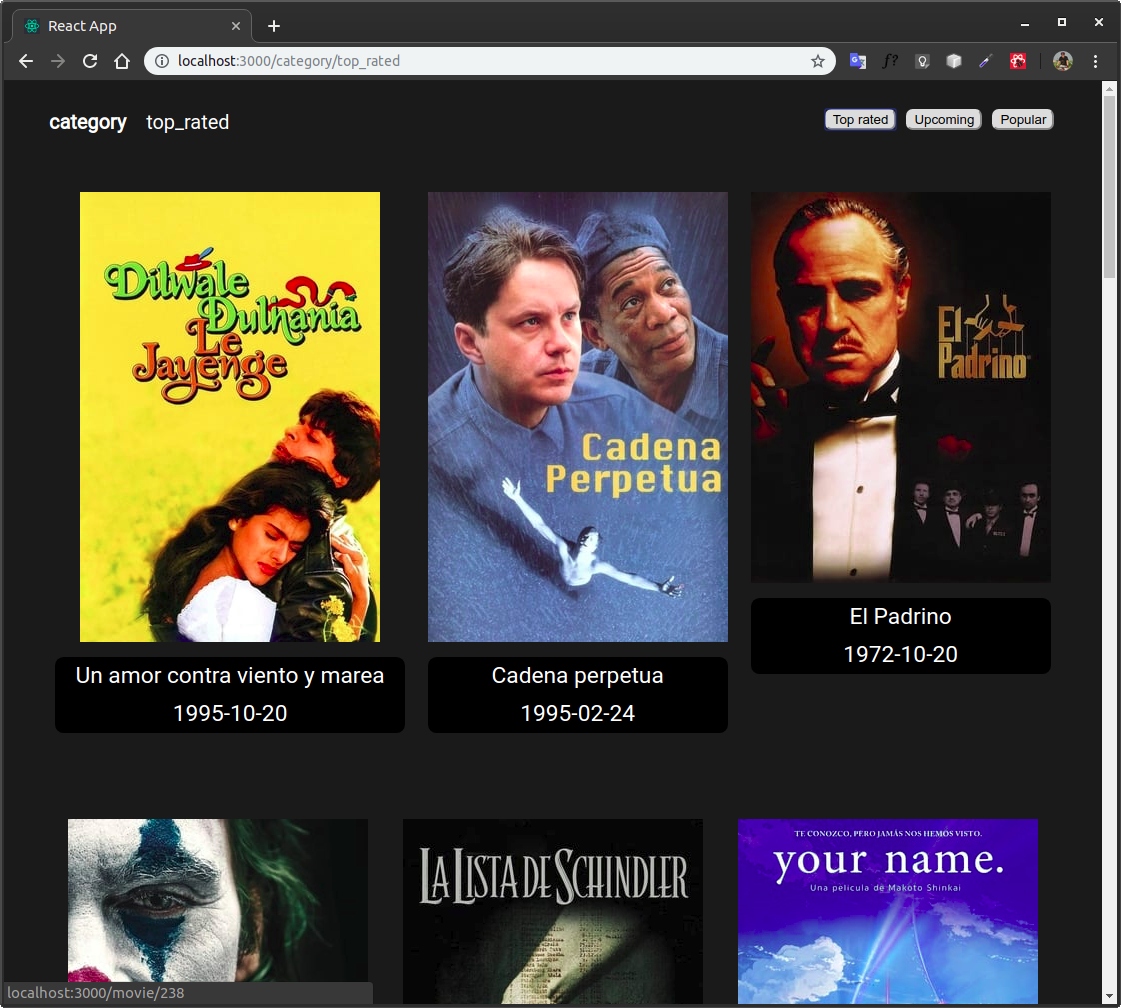 React App
localhost:3000/category/top_rated
f?
category top_rated
Top rated Upcoming Popular
Dilwale
Dulhania
Le
Jayenge
Cadena
Perpetua
El
Padrino
Un amor contra viento y marea
1995-10-20
Cadena perpetua
1995-02-24
El Padrino
1972-10-20
LA LISTA DE SCHINDLER
TE CONOZCO, PERO JAMÁS NOS HEMOS VISTO.
your name.
Una película de Makoto Shinkai
localhost:3000/movie/238